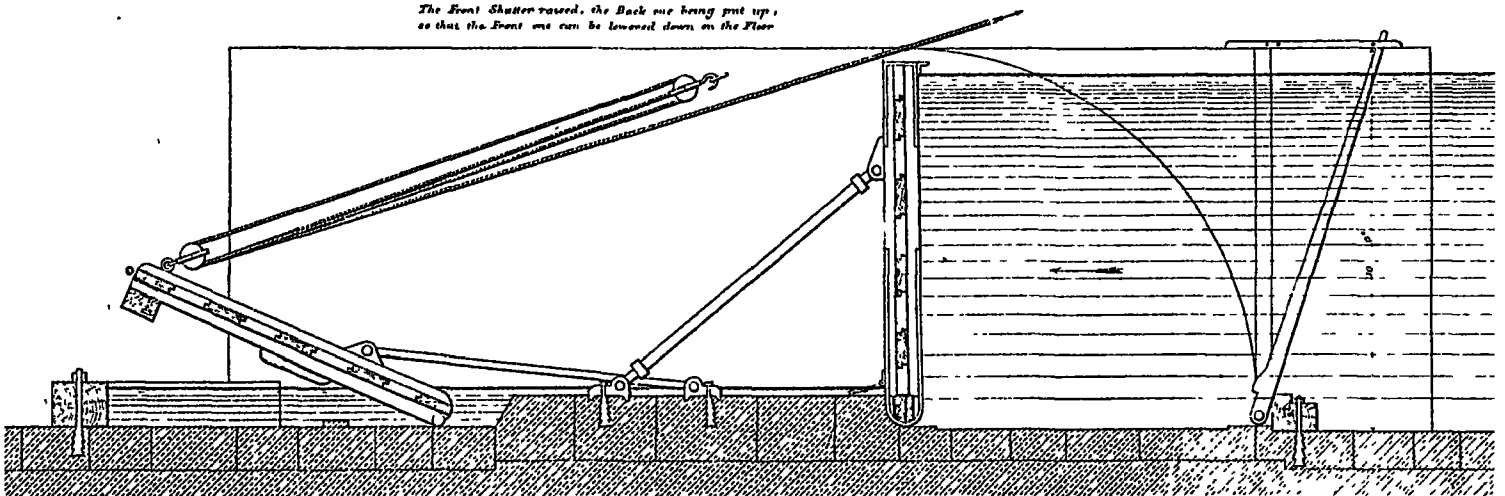 The Front Shutter raised, the Back one being put up,
so that the Front one can be lowered down on the Floor